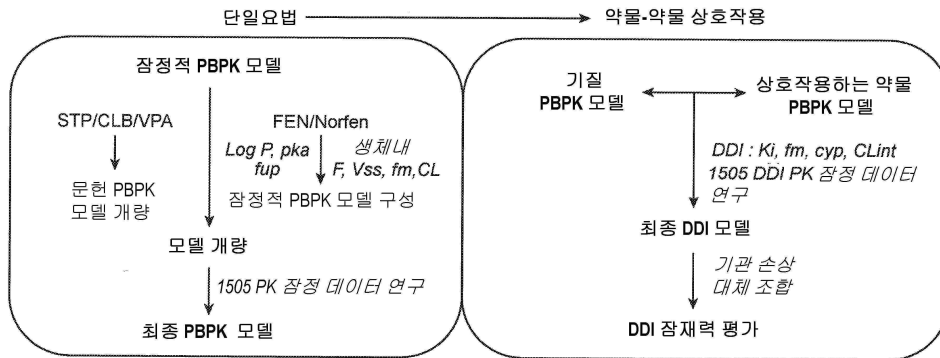 단일요법
약물-약물 상호작용
잠정적 PBPK 모델
STP/CLB/VPA
문헌 PBPK
모델 개량
FEN/Norfen
Log P, pka
fup
생체내
F, Vss, fm,CL
잠정적 PBPK 모델 구성
모델 개량
1505 PK 잠정 데이터 연구
최종 PBPK 모델
기질
PBPK 모델
상호작용하는 약물
PBPK 모델
DDI : Ki, fm, cyp, CLint
1505 DDI PK 잠정 데이터
연구
최종 DDI 모델
기관 손상
대체 조합
DDI 잠재력 평가